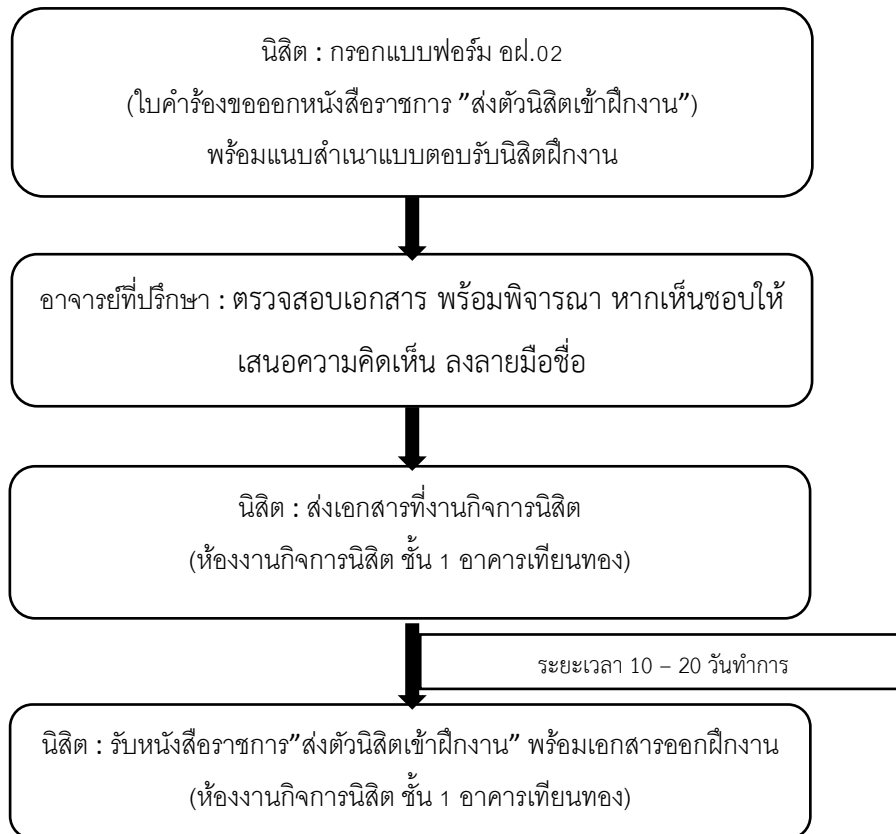 นิสิต : กรอกแบบฟอร์ม อฝ.02
(ใบคำร้องขอออกหนังสือราชการ ”ส่งตัวนิสิตเข้าฝึกงาน”)
พร้อมแนบสำเนาแบบตอบรับนิสิตฝึกงาน
อาจารย์ที่ปรึกษา : ตรวจสอบเอกสาร พร้อมพิจารณา หากเห็นชอบให้
เสนอความคิดเห็น ลงลายมือชื่อ
นิสิต : ส่งเอกสารที่งานกิจการนิสิต
(ห้องงานกิจการนิสิต ชั้น 1 อาคารเทียนทอง)
ระยะเวลา 10 – 20 วันทำการ
นิสิต : รับหนังสือราชการ”ส่งตัวนิสิตเข้าฝึกงาน” พร้อมเอกสารออกฝึกงาน
(ห้องงานกิจการนิสิต ชั้น 1 อาคารเทียนทอง)